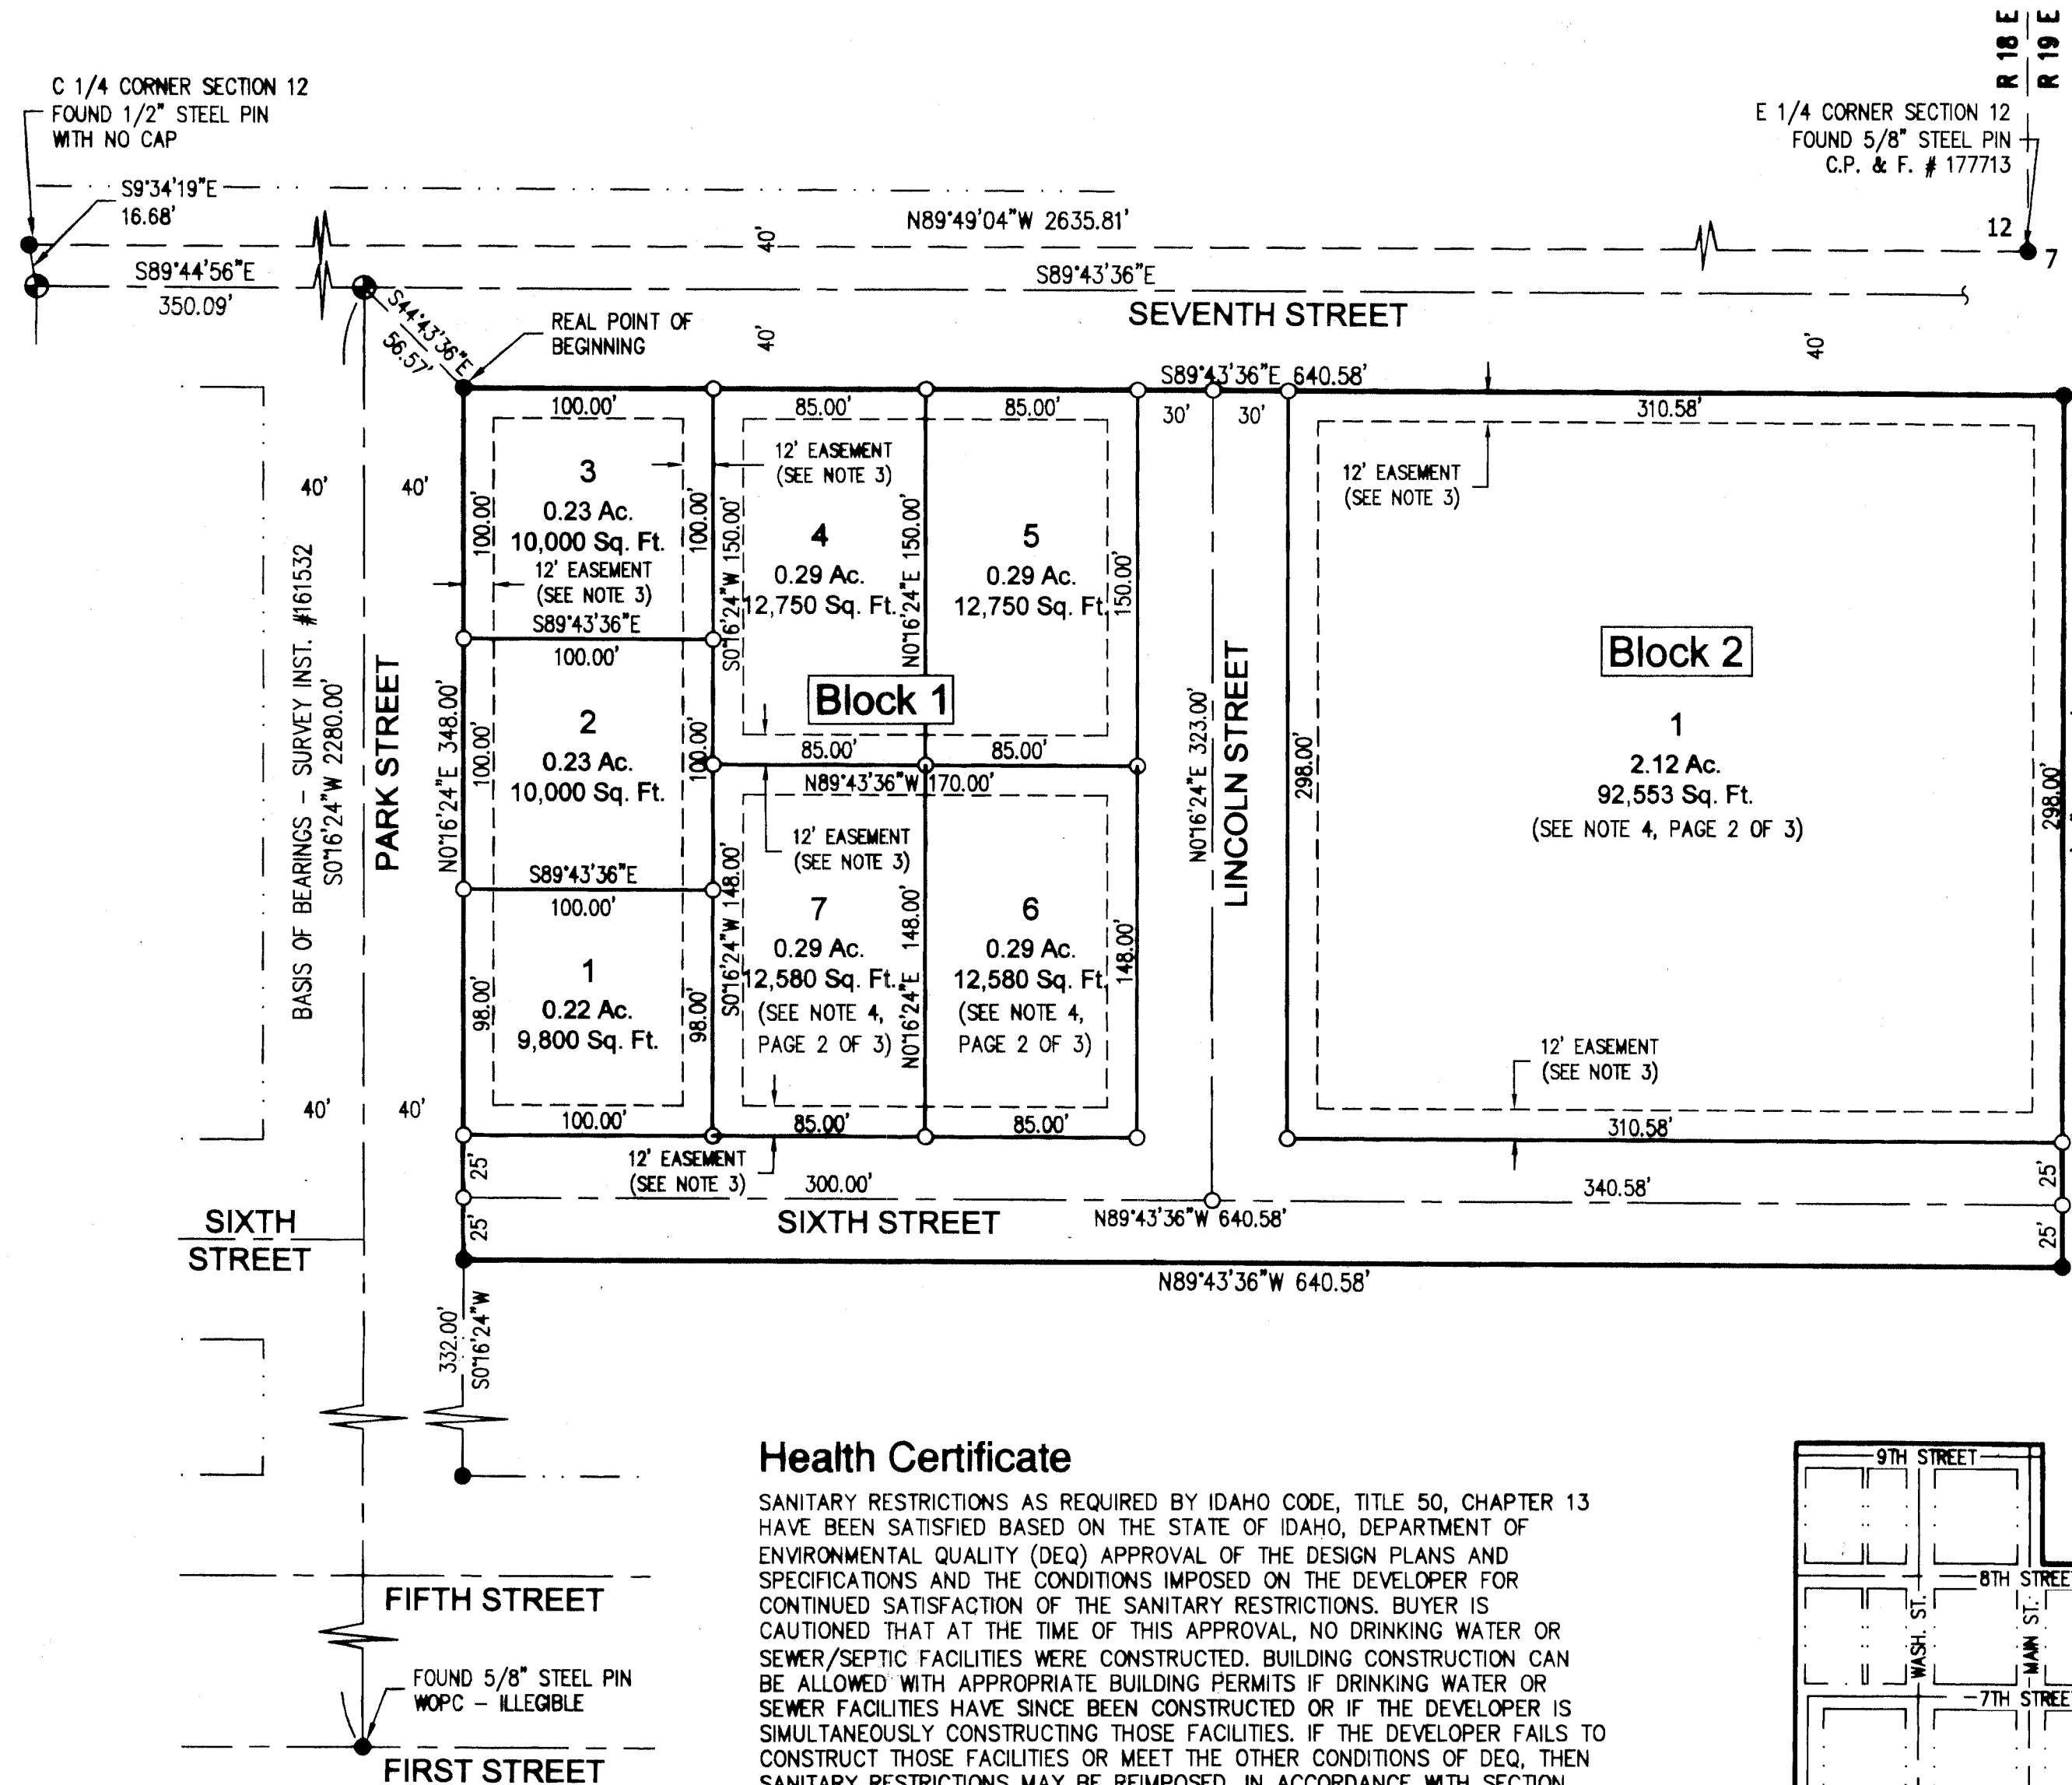 R 18 E
R 19 E
C 1/4 CORNER SECTION 12
FOUND 1/2" STEEL PIN
WITH NO CAP
E 1/4 CORNER SECTION 12
FOUND 5/8" STEEL PIN
C.P. & F. # 177713
S9°34'19"E
16.68'
N89°49'04"W 2635.81'
40'
12
7
S89°44'56"E
350.09'
S89°43'36"E
SEVENTH STREET
S44°43'36"E
56.57'
REAL POINT OF
BEGINNING
40'
40'
S89°43'36"E 640.58'
100.00'
85.00'
85.00'
30'
30'
310.58'
12' EASEMENT
(SEE NOTE 3)
12' EASEMENT
(SEE NOTE 3)
40'
40'
3
0.23 Ac.
10,000 Sq. Ft.
100.00'
100.00'
12' EASEMENT
(SEE NOTE 3)
S89°43'36"E
100.00'
4
0.29 Ac.
12,750 Sq. Ft.
S0°16'24"W 150.00'
N0°16'24"E 150.00'
5
0.29 Ac.
12,750 Sq. Ft.
150.00'
BASIS OF BEARINGS - SURVEY INST. #161532
S0°16'24"W 2280.00'
PARK STREET
N0°16'24"E 348.00'
Block 1
Block 2
2
0.23 Ac.
10,000 Sq. Ft.
100.00'
100.00'
85.00'
85.00'
N89°43'36"W 170.00'
N0°16'24"E 323.00'
LINCOLN STREET
298.00'
1
2.12 Ac.
92,553 Sq. Ft.
(SEE NOTE 4, PAGE 2 OF 3)
298.00'
12' EASEMENT
(SEE NOTE 3)
S89°43'36"E
100.00'
1
0.22 Ac.
9,800 Sq. Ft.
98.00'
98.00'
S0°16'24"W 148.00'
7
0.29 Ac.
12,580 Sq. Ft.
(SEE NOTE 4,
PAGE 2 OF 3)
N0°16'24"E 148.00'
6
0.29 Ac.
12,580 Sq. Ft.
(SEE NOTE 4,
PAGE 2 OF 3)
148.00'
12' EASEMENT
(SEE NOTE 3)
40'
40'
100.00'
85.00'
85.00'
310.58'
12' EASEMENT
(SEE NOTE 3)
25'
25'
25'
25'
300.00'
340.58'
SIXTH
STREET
SIXTH STREET
N89°43'36"W 640.58'
N89°43'36"W 640.58'
332.00'
S0°16'24"W
FIFTH STREET
FOUND 5/8" STEEL PIN
WOPC - ILLEGIBLE
FIRST STREET
Health Certificate
SANITARY RESTRICTIONS AS REQUIRED BY IDAHO CODE, TITLE 50, CHAPTER 13
HAVE BEEN SATISFIED BASED ON THE STATE OF IDAHO, DEPARTMENT OF
ENVIRONMENTAL QUALITY (DEQ) APPROVAL OF THE DESIGN PLANS AND
SPECIFICATIONS AND THE CONDITIONS IMPOSED ON THE DEVELOPER FOR
CONTINUED SATISFACTION OF THE SANITARY RESTRICTIONS. BUYER IS
CAUTIONED THAT AT THE TIME OF THIS APPROVAL, NO DRINKING WATER OR
SEWER/SEPTIC FACILITIES WERE CONSTRUCTED. BUILDING CONSTRUCTION CAN
BE ALLOWED WITH APPROPRIATE BUILDING PERMITS IF DRINKING WATER OR
SEWER FACILITIES HAVE SINCE BEEN CONSTRUCTED OR IF THE DEVELOPER IS
SIMULTANEOUSLY CONSTRUCTING THOSE FACILITIES. IF THE DEVELOPER FAILS TO
CONSTRUCT THOSE FACILITIES OR MEET THE OTHER CONDITIONS OF DEQ, THEN
SANITARY RESTRICTIONS MAY BE REIMPOSED, IN ACCORDANCE WITH SECTION
9TH STREET
8TH STREET
WASH. ST.
MAIN ST.
7TH STREET